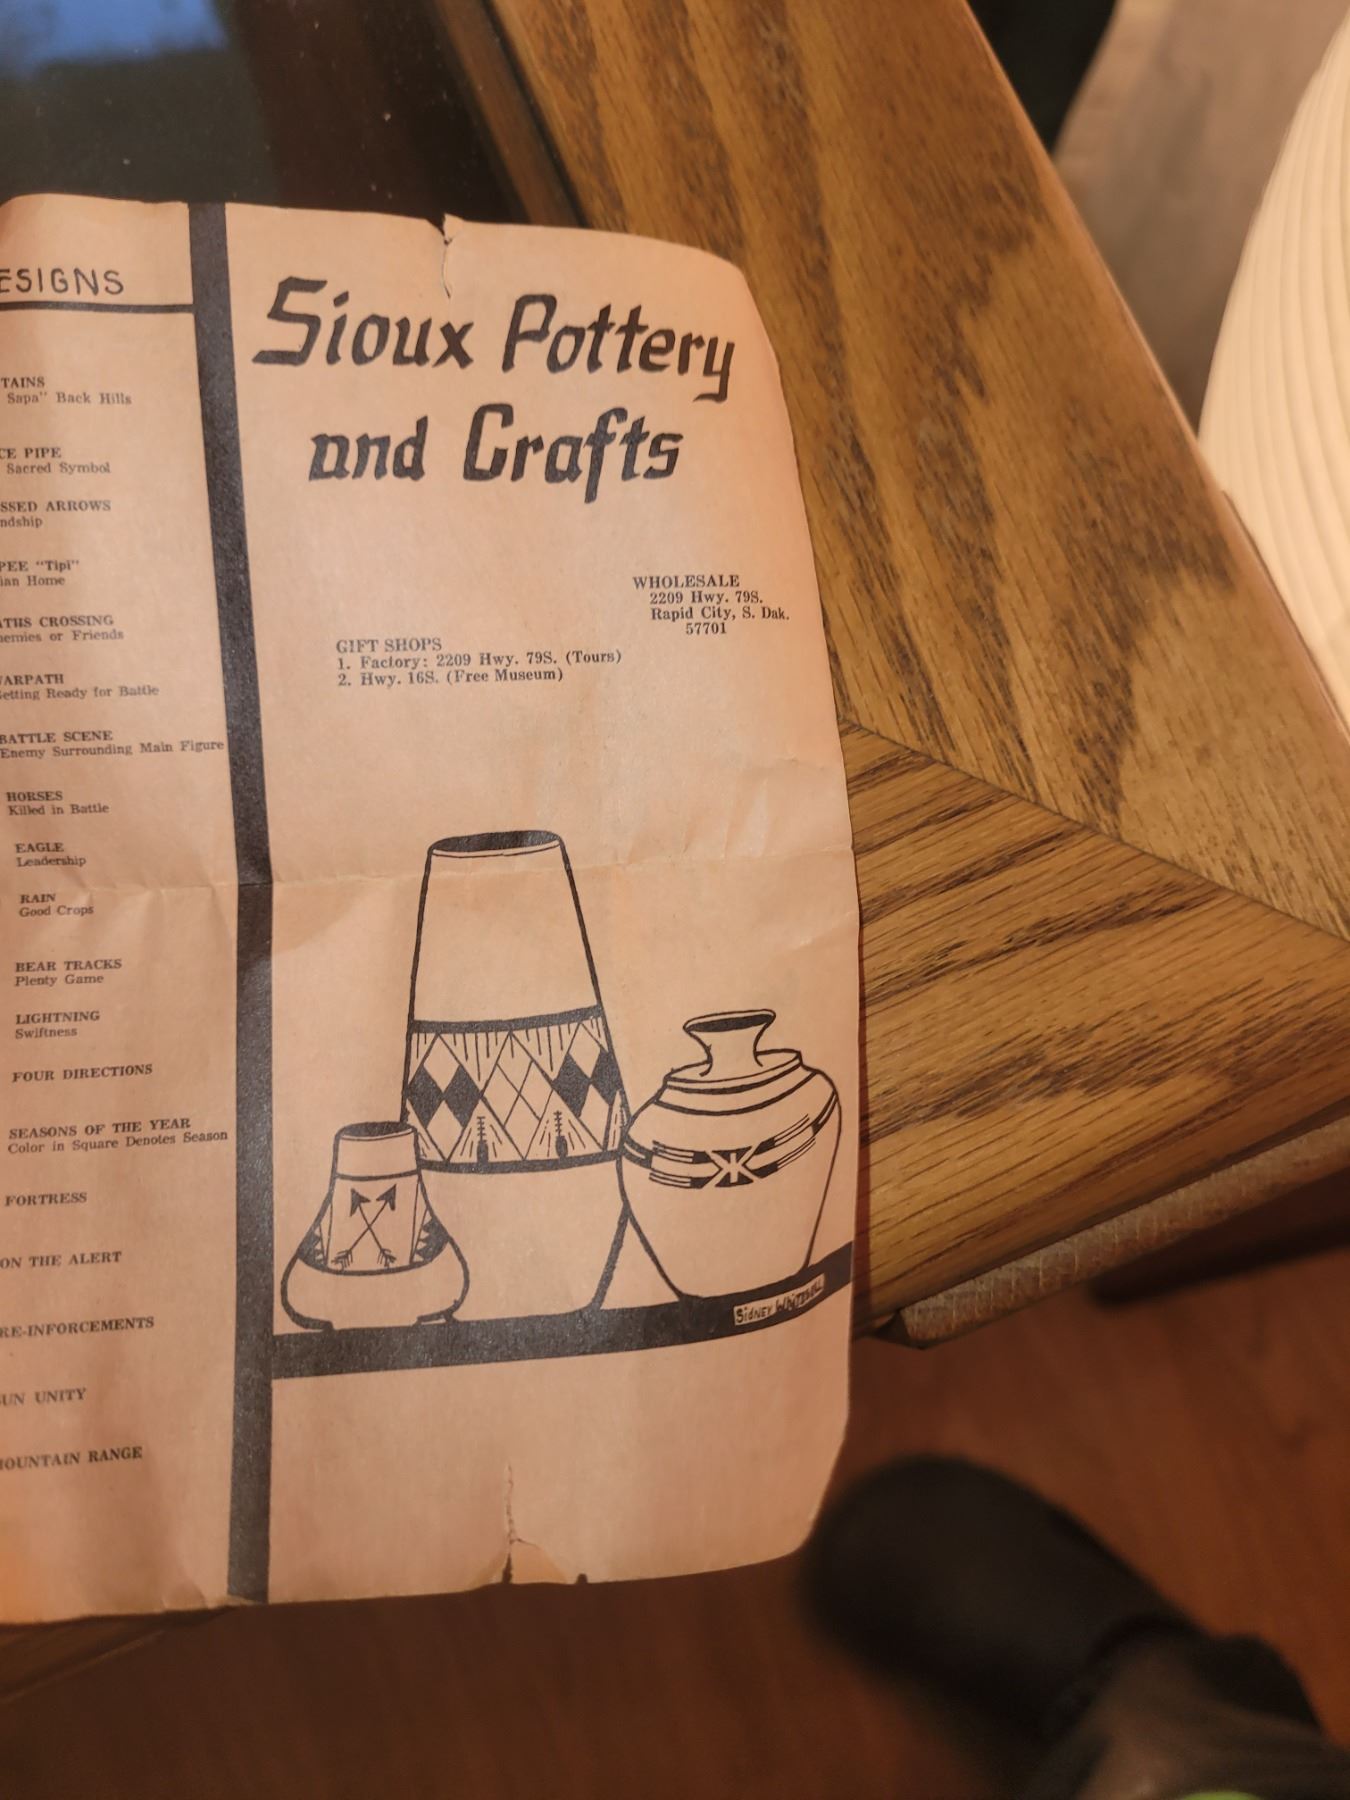 ESIGNS
TAINS
Sapa" Back Hills
CE PIPE
Sacred Symbol
SSED ARROWS
ndship
PEE "Tipi"
ian Home
ATHS CROSSING
nemies or Friends
ARPATH
etting Ready for Battle
BATTLE SCENE
Enemy Surrounding Main Figure
HORSES
Killed in Battle
EAGLE
Leadership
RAIN
Good Crops
BEAR TRACKS
Plenty Game
LIGHTNING
Swiftness
FOUR DIRECTIONS
SEASONS OF THE YEAR
Color in Square Denotes Season
FORTRESS
ON THE ALERT
RE-INFORCEMENTS
UN UNITY
OUNTAIN RANGE
Sioux Pottery
and Crafts
WHOLESALE
2209 Hwy. 79S.
Rapid City, S. Dak.
57701
GIFT SHOPS
1. Factory: 2209 Hwy. 79S. (Tours)
2. Hwy. 16S. (Free Museum)
Sidney